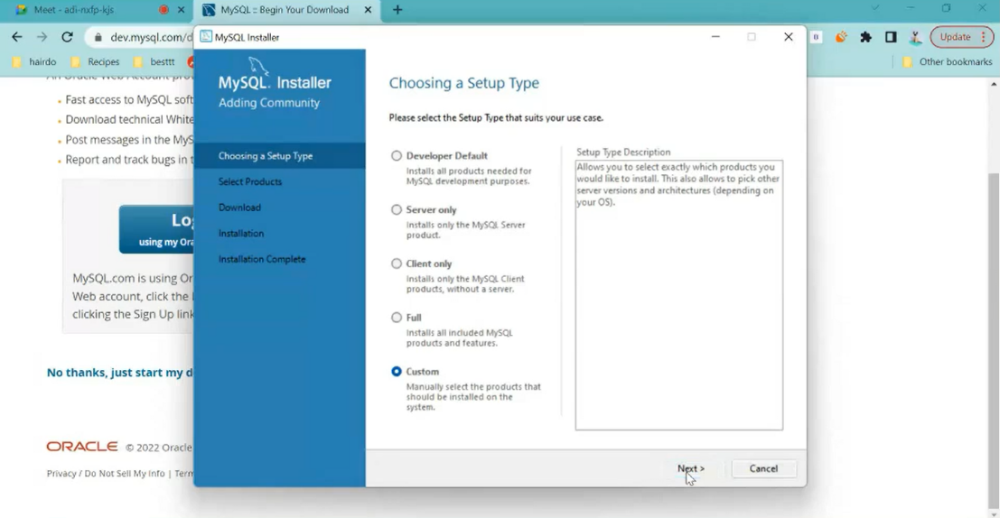 Meet - adi-nxfp-kjs
MySQL :: Begin Your Download
dev.mysql.com/d
Update
hairdo
Recipes
besttt
Other bookmarks
An Oracle Web Account pro
Fast access to MySQL soft
Download technical White
Post messages in the MyS
Report and track bugs in t
Log
using my Ora
MySQL.com is using Or
Web account, click the
clicking the Sign Up link
No thanks, just start my d
ORACLE © 2022 Oracle
Privacy / Do Not Sell My Info | Term
MySQL Installer
MySQL. Installer
Adding Community
Choosing a Setup Type
Select Products
Download
Installation
Installation Complete
Choosing a Setup Type
Please select the Setup Type that suits your use case.
Developer Default
Installs all products needed for
MySQL development purposes.
Server only
Installs only the MySQL Server
product.
Client only
Installs only the MySQL Client
products, without a server.
Full
Installs all included MySQL
products and features.
Custom
Manually select the products that
should be installed on the
system.
Setup Type Description
Allows you to select exactly which products you
would like to install. This also allows to pick other
server versions and architectures (depending on
your OS).
Next >
Cancel